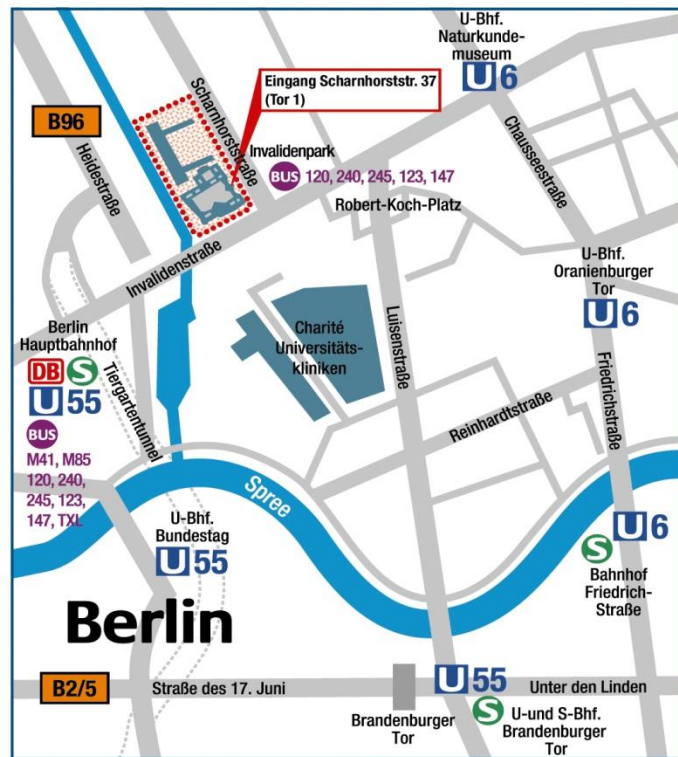 U-Bhf.
Naturkunde-
museum
U6
Eingang Scharnhorststr. 37
(Tor 1)
Scharnhorststraße
B96
Heidestraße
Chausseestraße
Invalidenpark
BUS 120, 240, 245, 123, 147
Robert-Koch-Platz
Invalidenstraße
U-Bhf.
Oranienburger
Tor
U6
Berlin
Hauptbahnhof
DB S
U55
BUS
M41, M85
120, 240,
245, 123,
147, TXL
Tiergartentunnel
Charité
Universitäts-
kliniken
Luisenstraße
Friedrichstraße
Reinhardtstraße
Spree
U-Bhf.
Bundestag
U55
U6
S
Bahnhof
Friedrich-
Straße
Berlin
B2/5
Straße des 17. Juni
U55
Unter den Linden
Brandenburger
Tor
S
U-und S-Bhf.
Brandenburger
Tor